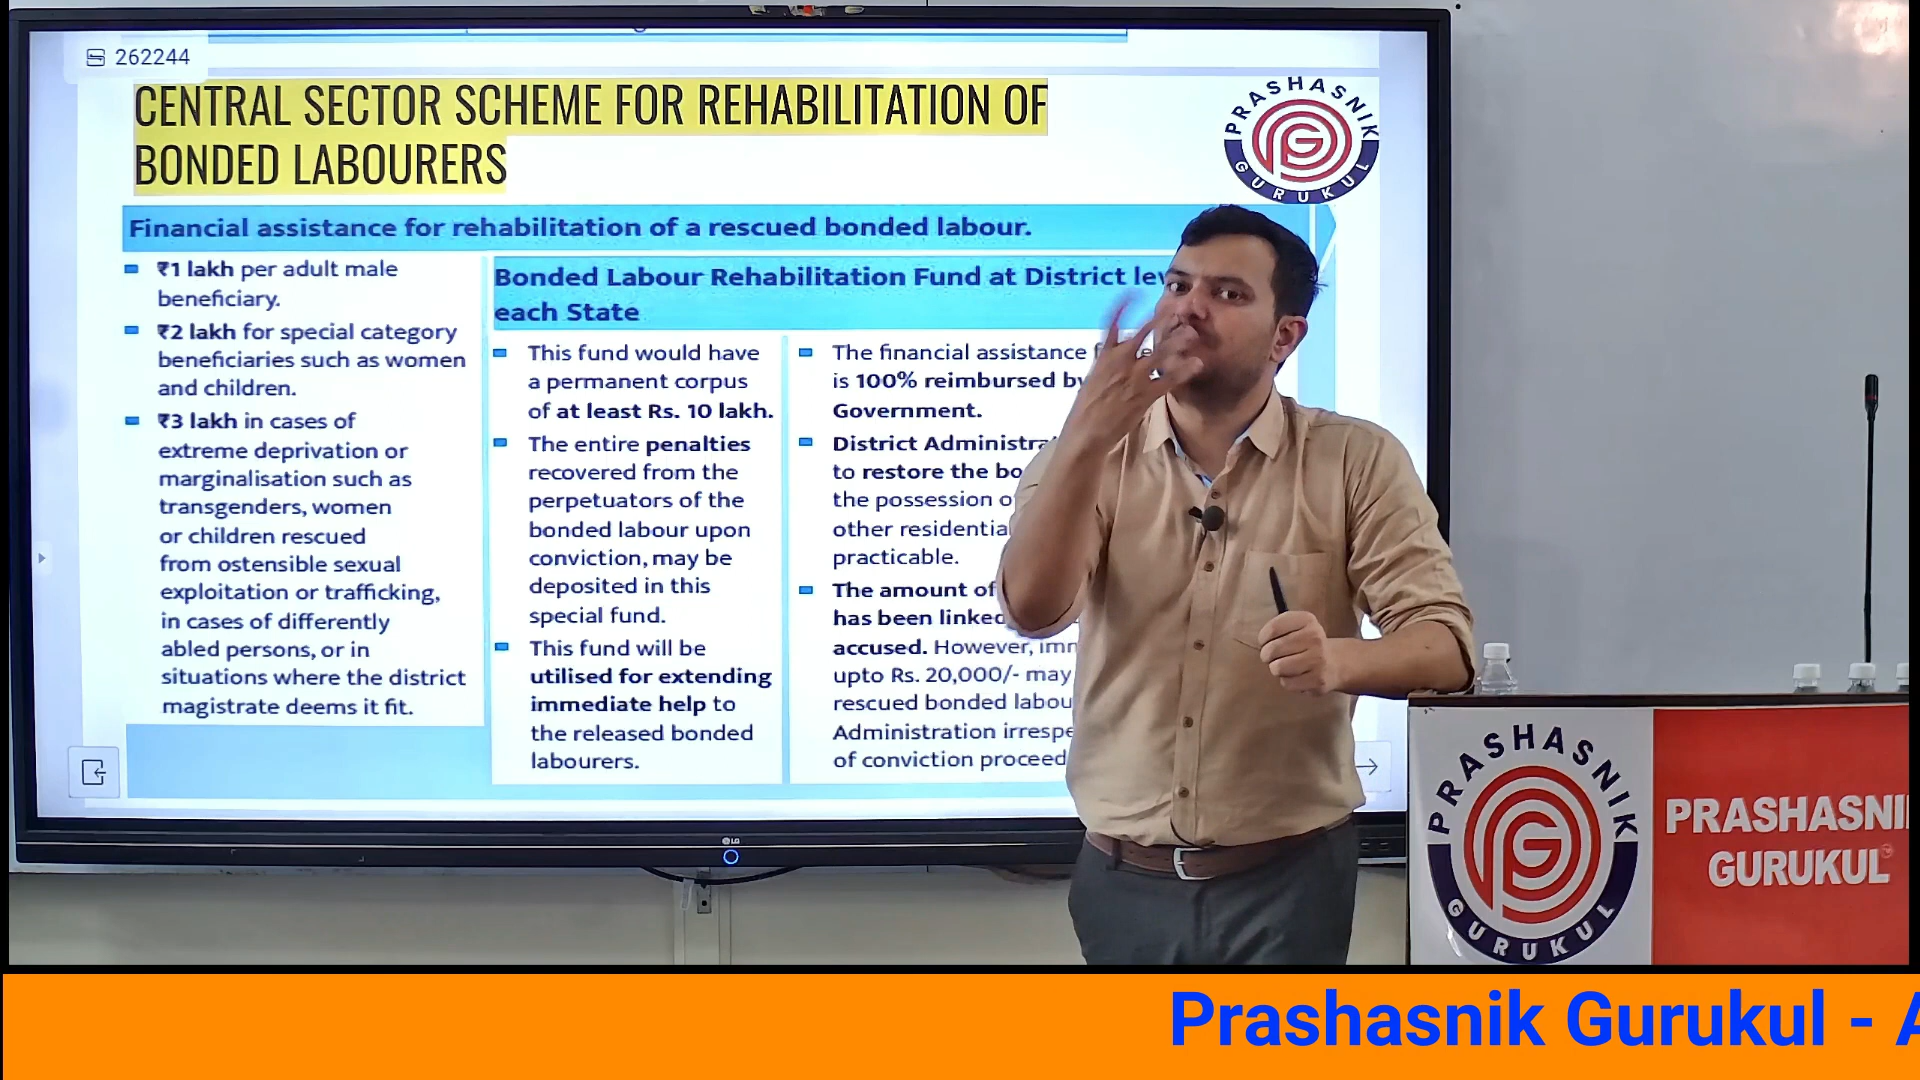 262244
CENTRAL SECTOR SCHEME FOR REHABILITATION OF
BONDED LABOURERS
PRASHASNIK
GURUKUL
Financial assistance for rehabilitation of a rescued bonded labour.
₹1 lakh per adult male
beneficiary.
₹2 lakh for special category
beneficiaries such as women
and children.
₹3 lakh in cases of
extreme deprivation or
marginalisation such as
transgenders, women
or children rescued
from ostensible sexual
exploitation or trafficking,
in cases of differently
abled persons, or in
situations where the district
magistrate deems it fit.
Bonded Labour Rehabilitation Fund at District
each State
This fund would have
a permanent corpus
of at least Rs. 10 lakh.
The entire penalties
recovered from the
perpetuators of the
bonded labour upon
conviction, may be
deposited in this
special fund.
This fund will be
utilised for extending
immediate help to
the released bonded
labourers.
The financial assistance
is 100% reimbursed
Government.
District
to restore the
the possession
other
practicable.
The amount of
has been linked
accused. However,
upto Rs. 20,000/- may
rescued bonded
Administration
of conviction
LG
PRASHASNIK
GURUKUL
PRASHASNI
GURUKUL
Prashasnik Gurukul - A